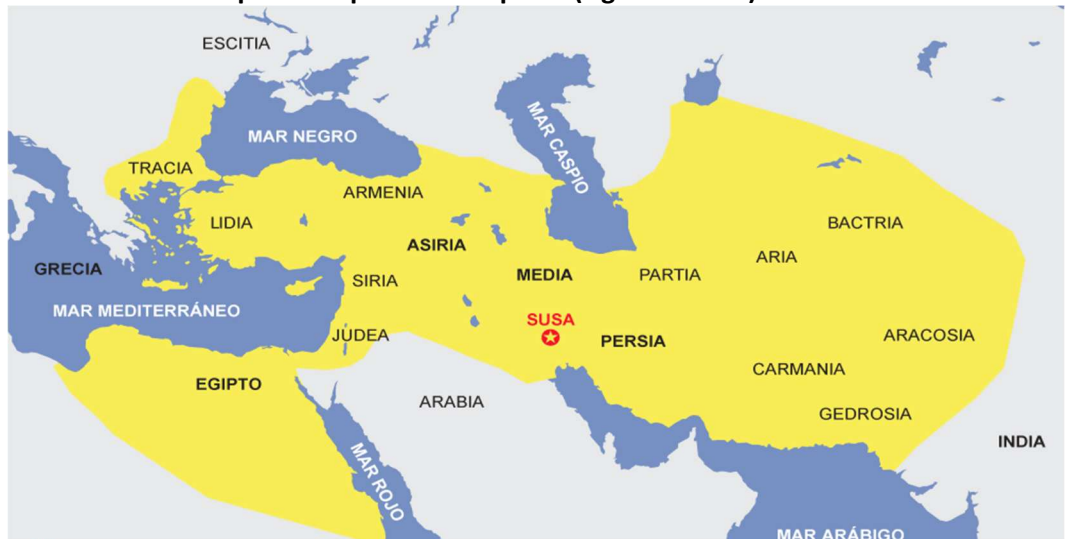 ESCITIA
MAR NEGRO
MAR CASPIO
TRACIA
ARMENIA
LIDIA
BACTRIA
ASIRIA
ARIA
GRECIA
SIRIA
MEDIA
PARTIA
MAR MEDITERRÁNEO
SUSA
JUDEA
PERSIA
ARACOSIA
EGIPTO
CARMANIA
ARABIA
GEDROSIA
INDIA
MAR ROJO
MAR ARÁBIGO